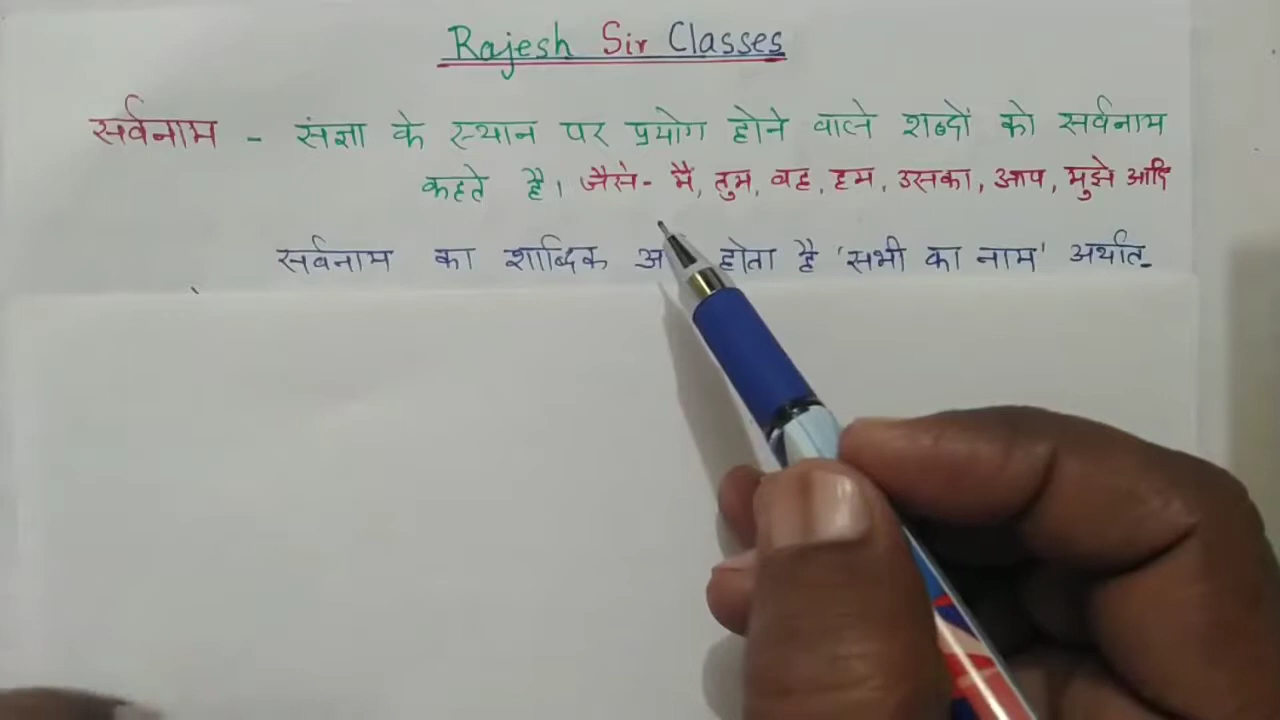 Rajesh Sir Classes
सर्वनाम - संज्ञा के स्थान पर प्रयोग होने वाले शब्दों को सर्वनाम
कहते है। जैसे- मै, तुम, वह, हम, उसका, आप, मुझे आदि
सर्वनाम का शाब्दिक होता है 'सभी का नाम' अर्थात-